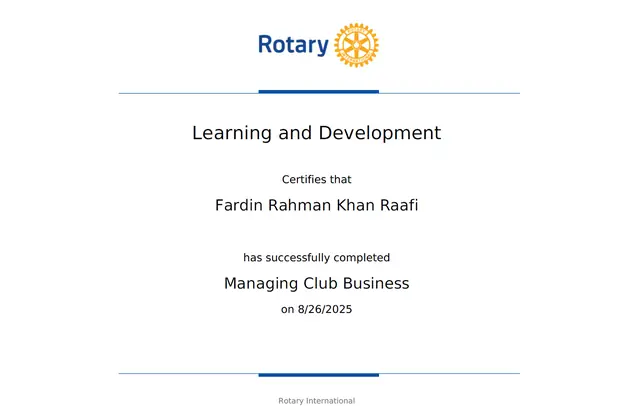 Rotary
Learning and Development
Certifies that
Fardin Rahman Khan Raafi
has successfully completed
Managing Club Business
on 8/26/2025
Rotary International